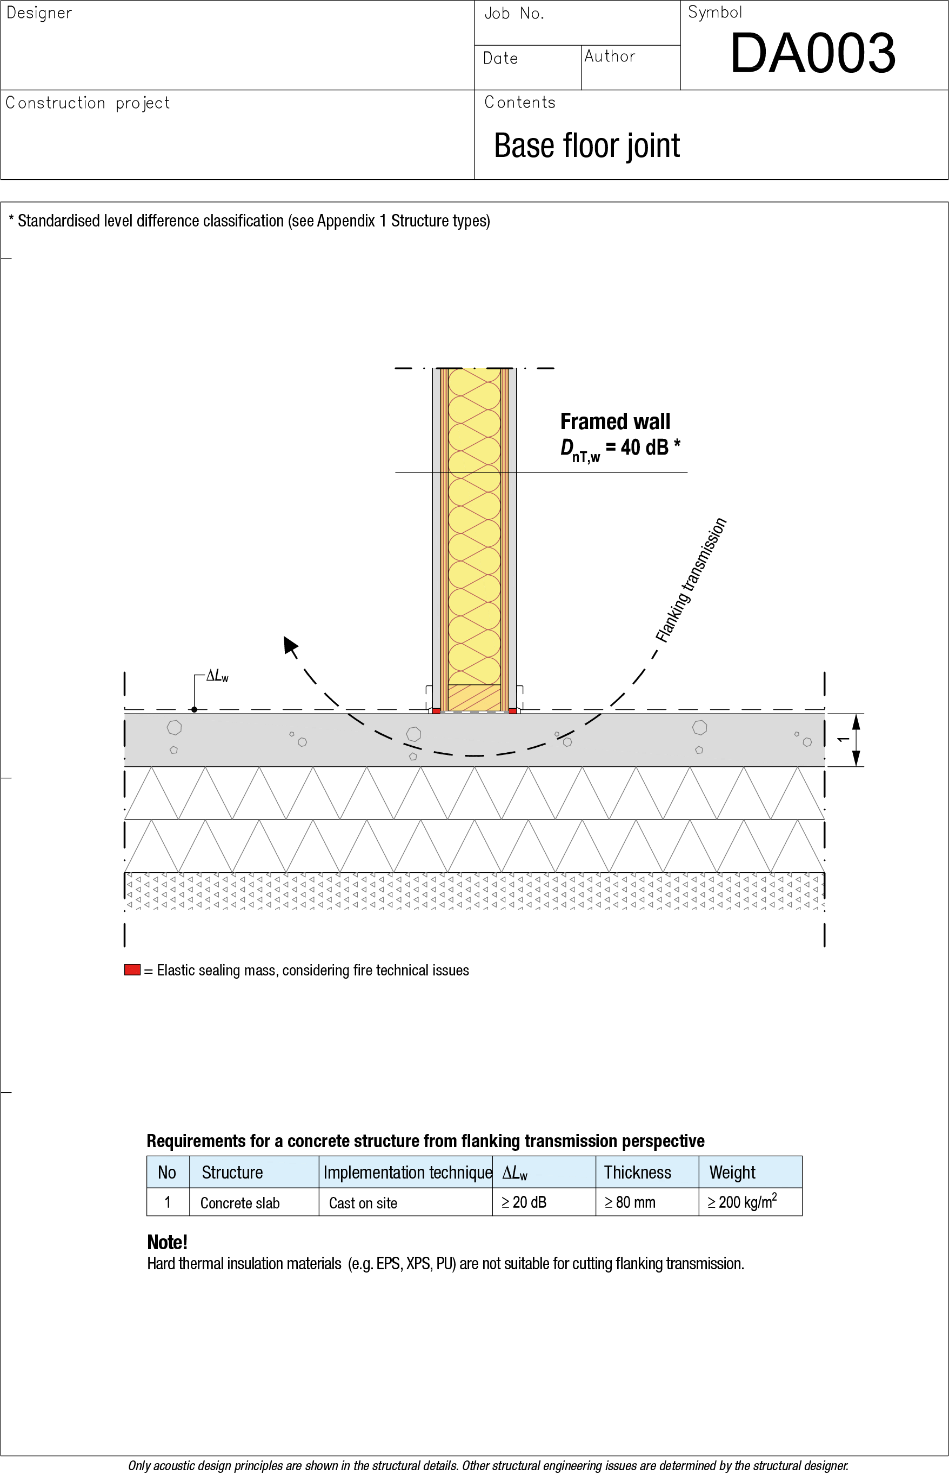 Designer
Job No.
Symbol
DA003
Date
Author
Construction project
Contents
Base floor joint
* Standardised level difference classification (see Appendix 1 Structure types)
Framed wall
DnT,w = 40 dB *
Flanking transmission
ΔLw
1
= Elastic sealing mass, considering fire technical issues
Requirements for a concrete structure from flanking transmission perspective
No Structure Implementation technique ΔLw Thickness Weight
1 Concrete slab Cast on site ≥ 20 dB ≥ 80 mm ≥ 200 kg/m²
Note!
Hard thermal insulation materials (e.g. EPS, XPS, PU) are not suitable for cutting flanking transmission.
Only acoustic design principles are shown in the structural details. Other structural engineering issues are determined by the structural designer.